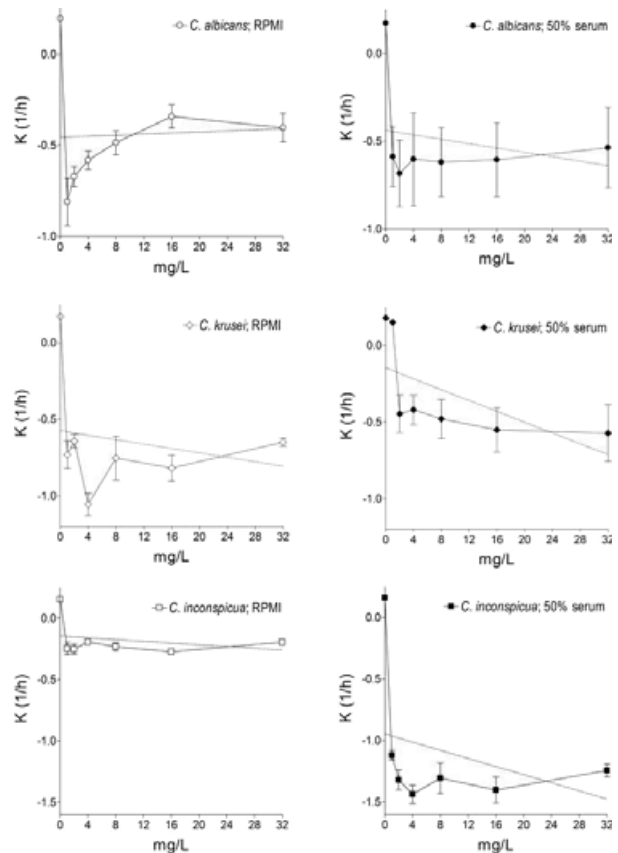 C. albicans; RPMI
0.0
-0.5
-1.0
K (1/h)
0 4 8 12 16 20 24 28 32
mg/L
C. albicans; 50% serum
0.0
-0.5
-1.0
K (1/h)
0 4 8 12 16 20 24 28 32
mg/L
C. krusei; RPMI
0.0
-0.5
-1.0
K (1/h)
0 4 8 12 16 20 24 28 32
mg/L
C. krusei; 50% serum
0.0
-0.5
-1.0
K (1/h)
0 4 8 12 16 20 24 28 32
mg/L
C. inconspicua; RPMI
0.0
-0.5
-1.0
-1.5
K (1/h)
0 4 8 12 16 20 24 28 32
mg/L
C. inconspicua; 50% serum
0.0
-0.5
-1.0
-1.5
K (1/h)
0 4 8 12 16 20 24 28 32
mg/L